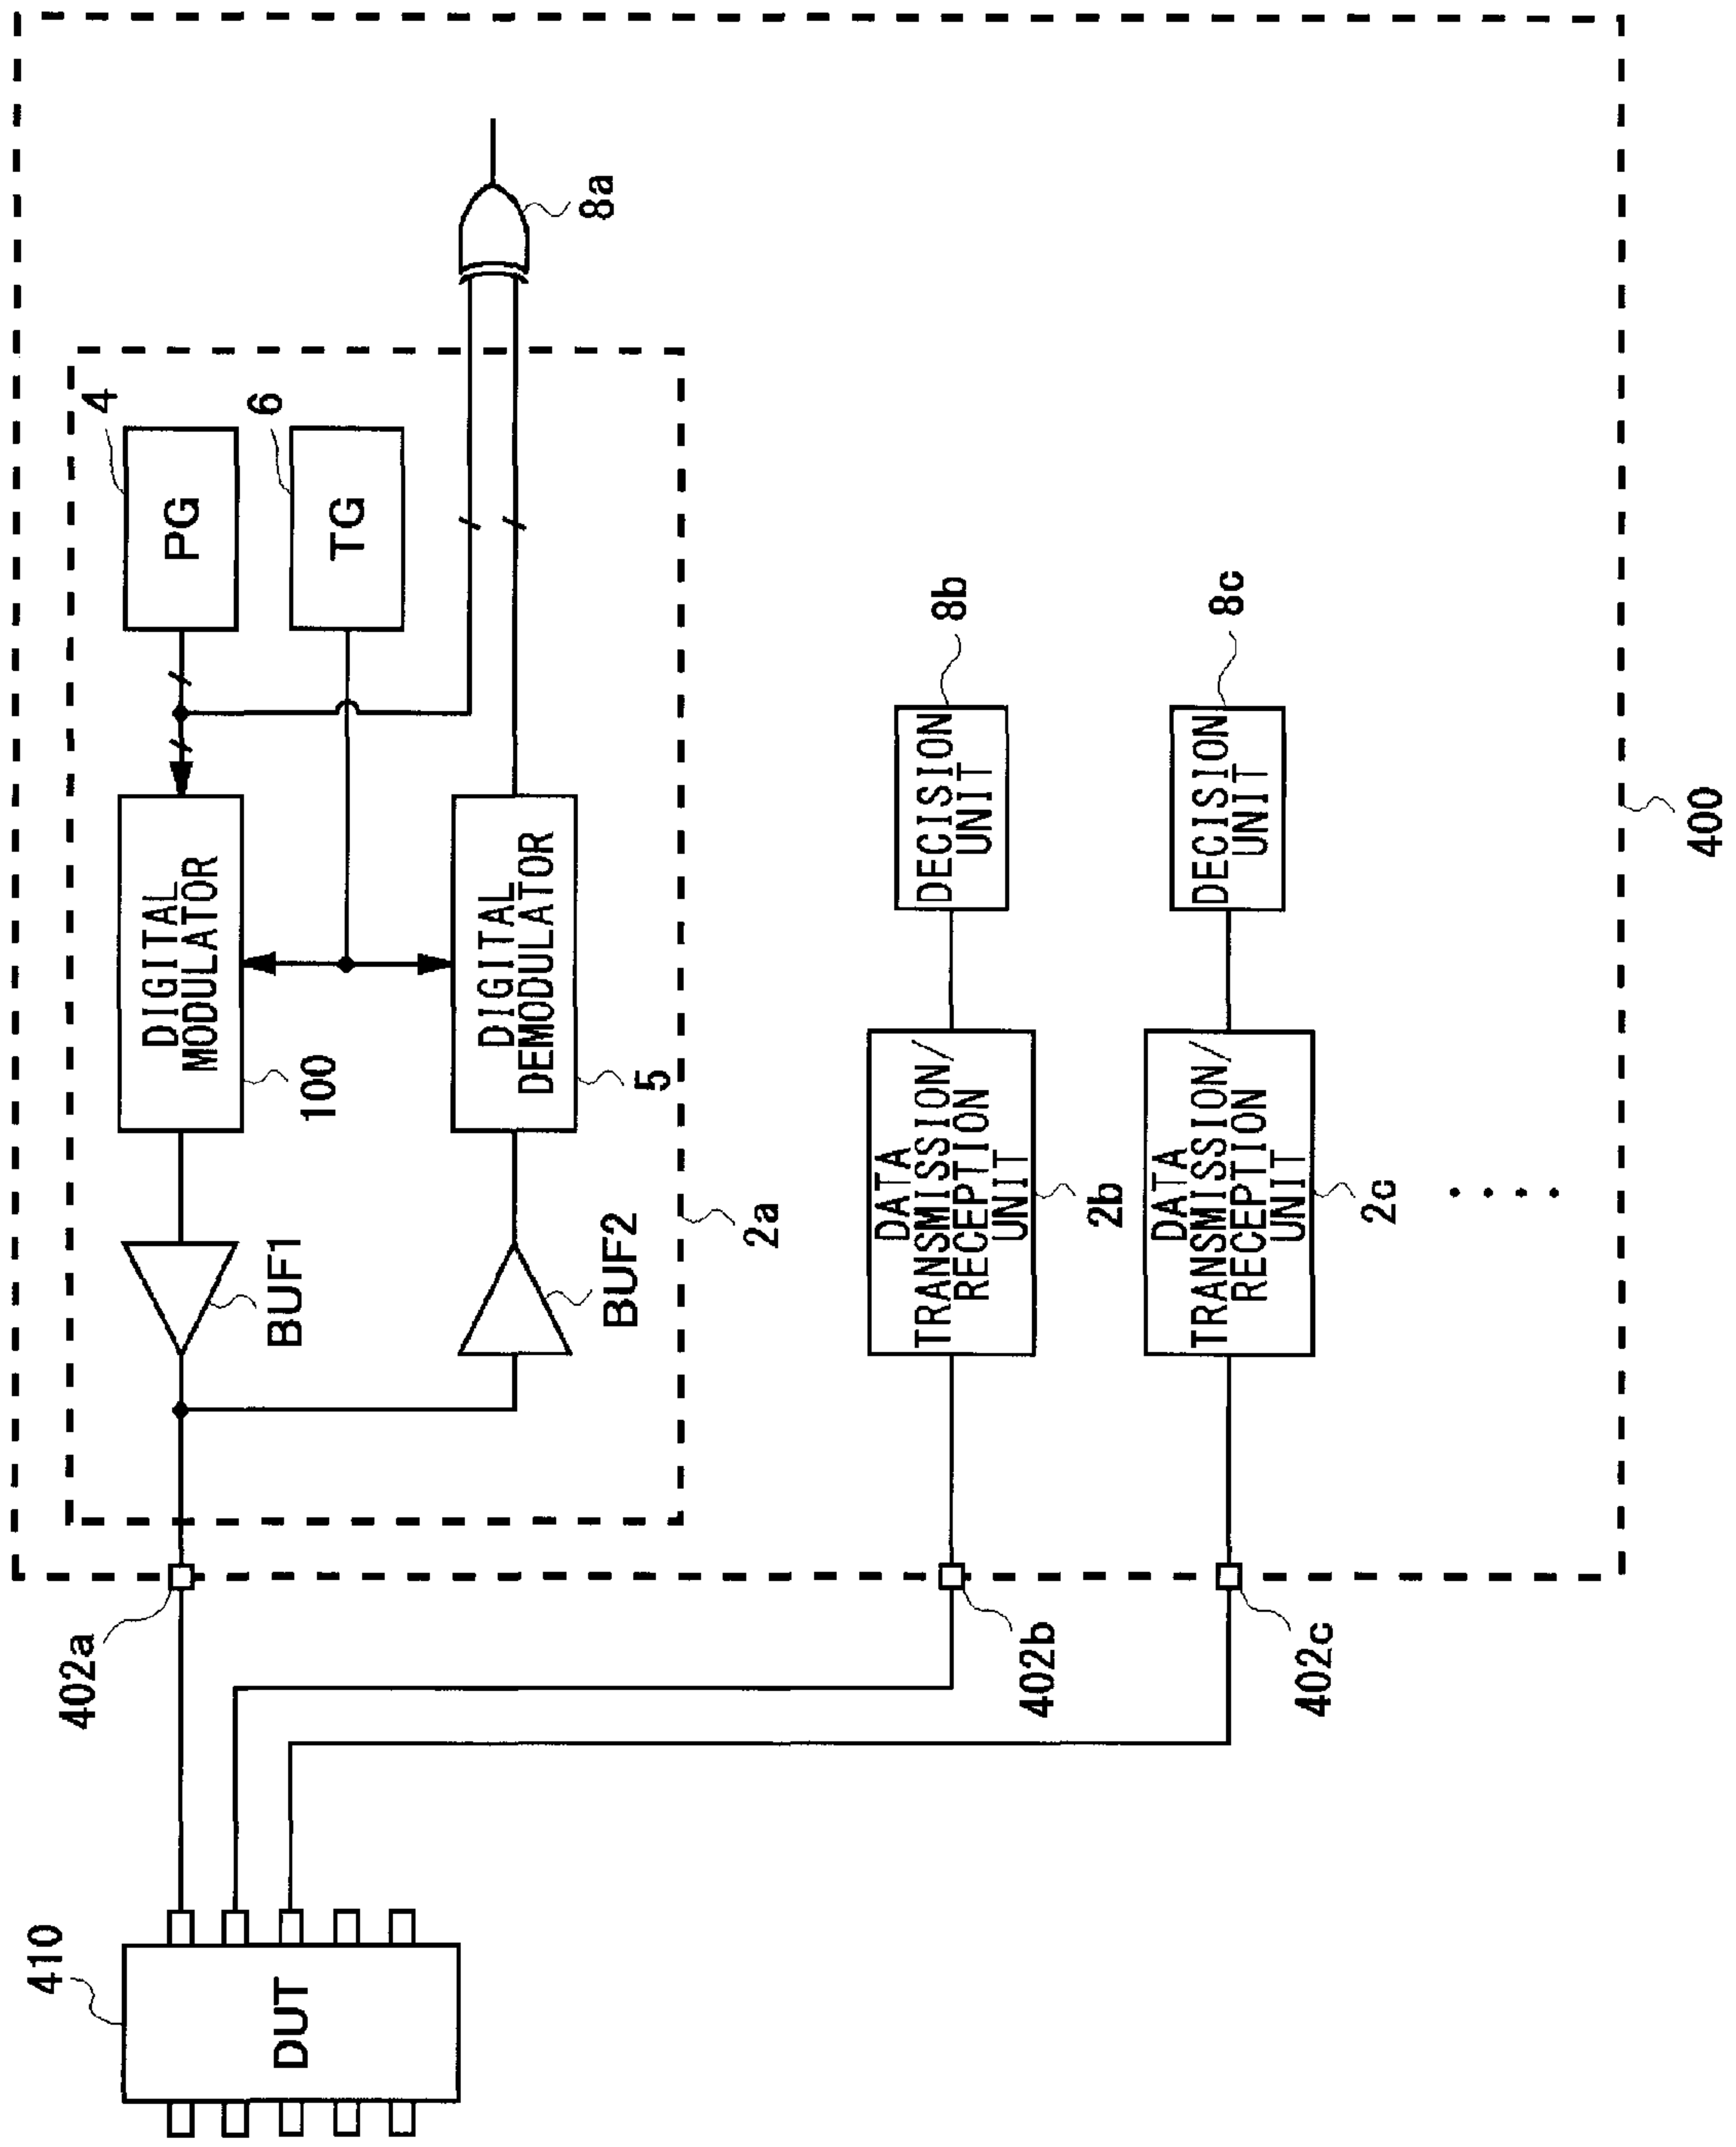 410
DUT
402a
402b
402c
BUF1
BUF2
2a
100
DIGITAL
MODULATOR
DIGITAL
DEMODULATOR
5
4
PG
6
TG
8a
DATA
TRANSMISSION/
RECEPTION
UNIT
2b
DECISION
UNIT
8b
DATA
TRANSMISSION/
RECEPTION
UNIT
2c
DECISION
UNIT
8c
400